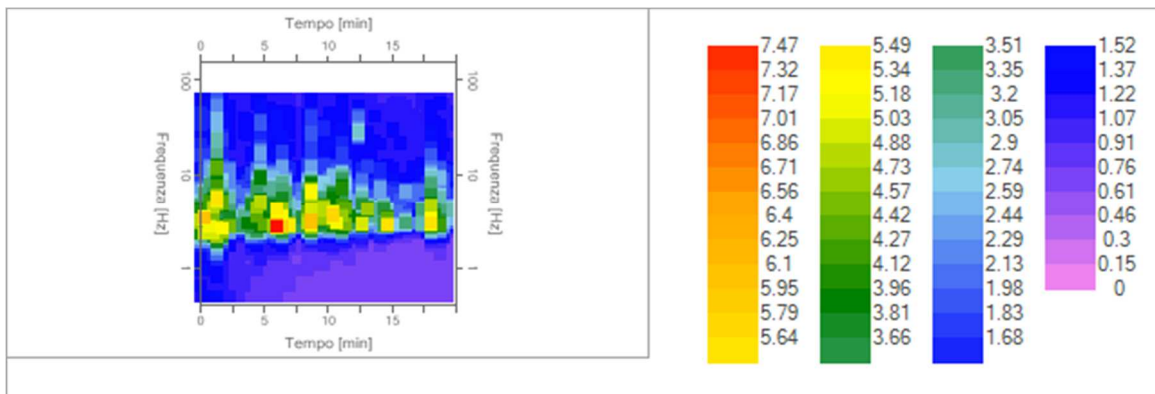 Tempo [min]
0 5 10 15
100 100
10 10
1 1
Frequenza [Hz] Frequenza [Hz]
0 5 10 15
Tempo [min]
7.47 5.49 3.51 1.52
7.32 5.34 3.35 1.37
7.17 5.18 3.2 1.22
7.01 5.03 3.05 1.07
6.86 4.88 2.9 0.91
6.71 4.73 2.74 0.76
6.56 4.57 2.59 0.61
6.4 4.42 2.44 0.46
6.25 4.27 2.29 0.3
6.1 4.12 2.13 0.15
5.95 3.96 1.98 0
5.79 3.81 1.83
5.64 3.66 1.68